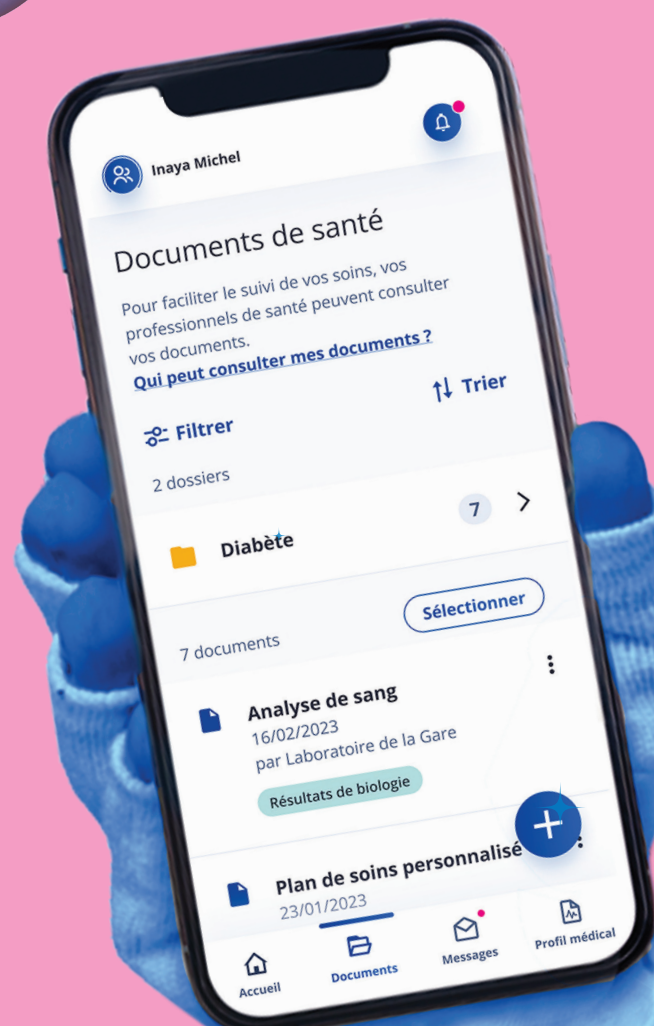 Inaya Michel
Documents de santé
Pour faciliter le suivi de vos soins, vos
professionnels de santé peuvent consulter
vos documents.
Qui peut consulter mes documents ?
Filtrer
Trier
2 dossiers
Diabète
7
7 documents
Sélectionner
Analyse de sang
16/02/2023
par Laboratoire de la Gare
Résultats de biologie
Plan de soins personnalisé
23/01/2023
Accueil
Documents
Messages
Profil médical